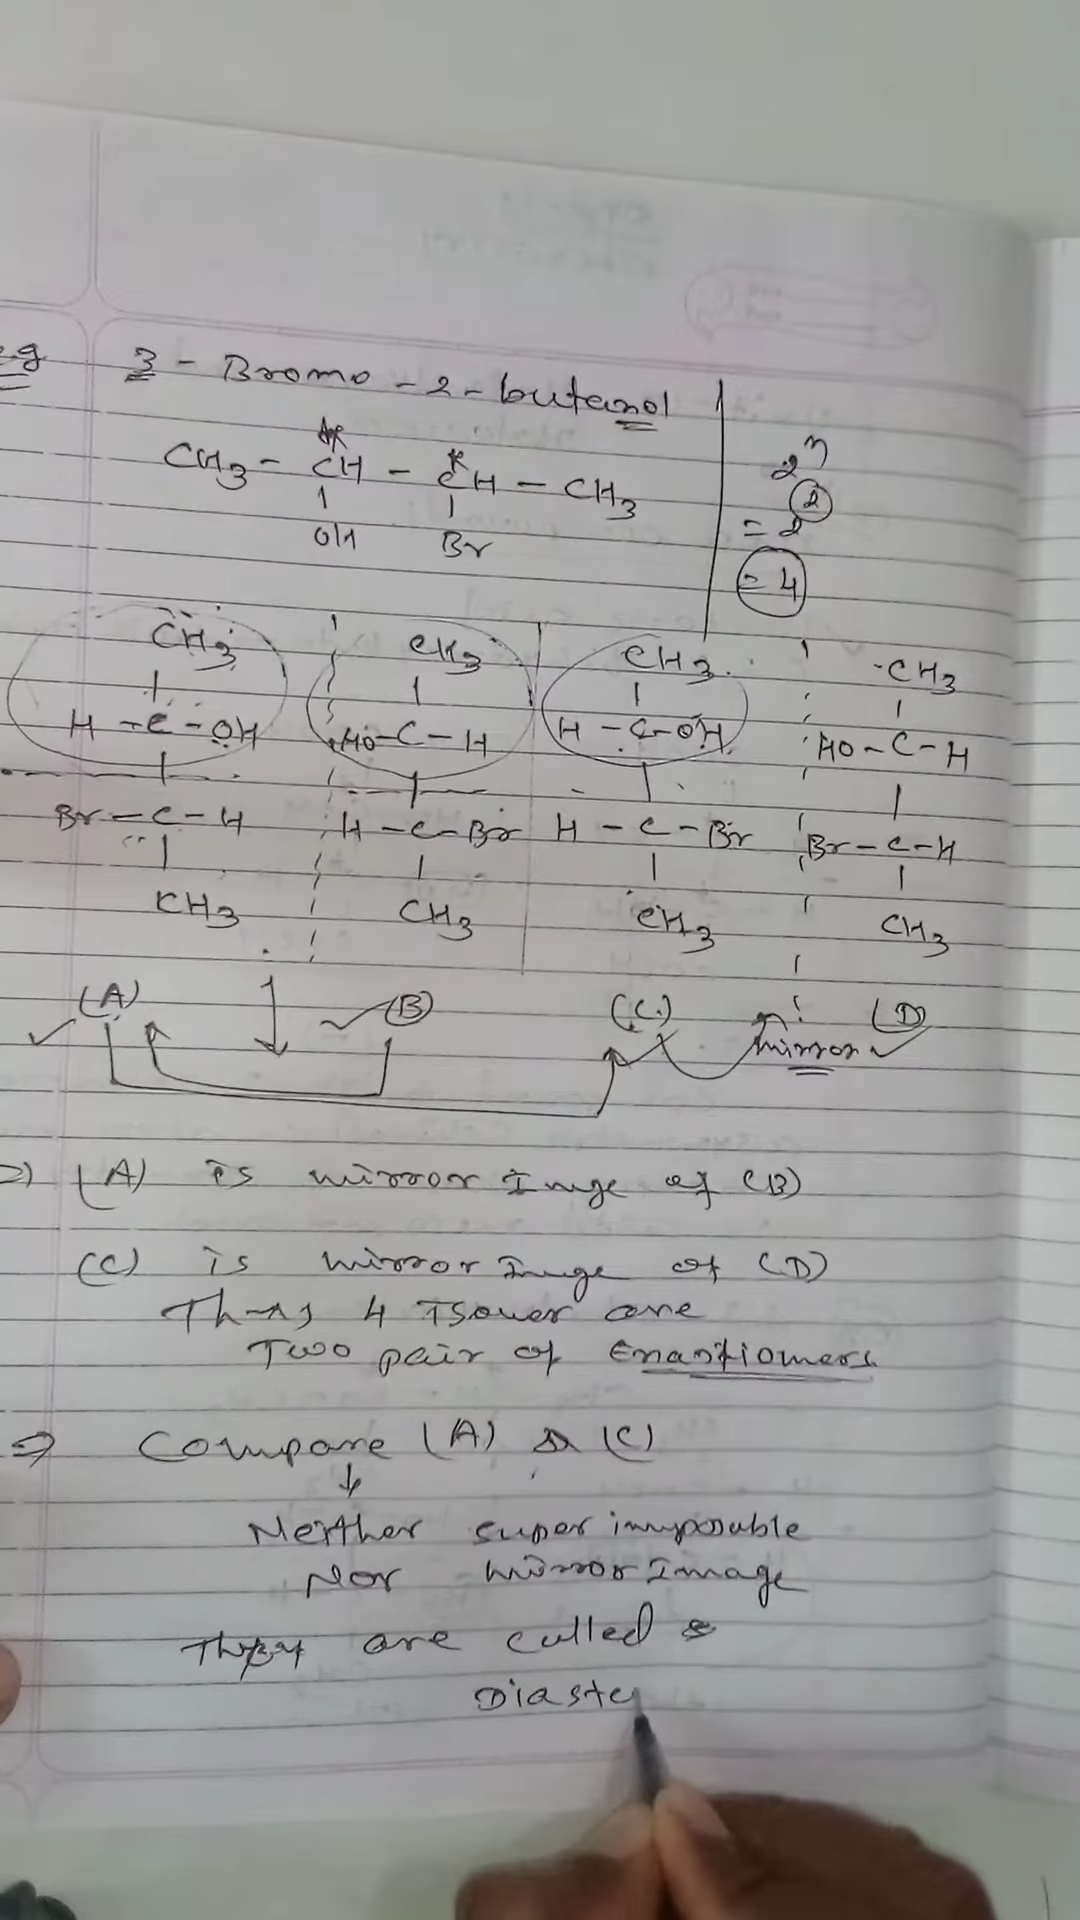 eg 3 - Bromo - 2 - butanol
CH3 - CH - CH - CH3
OH Br
2^n
= 2^2
= 4
CH3 CH3 CH3 CH3
H - C - OH HO - C - H H - C - OH HO - C - H
Br - C - H H - C - Br H - C - Br Br - C - H
CH3 CH3 CH3 CH3
(A) (B) (C) (D)
mirror
(A) is mirror Image of (B)
(C) is mirror Image of (D)
4 Isomer are
Two pair of Enantiomers
⇒ Compare (A) & (C)
↓
Neither super imposable
Nor mirror Image
They are called
Diaste